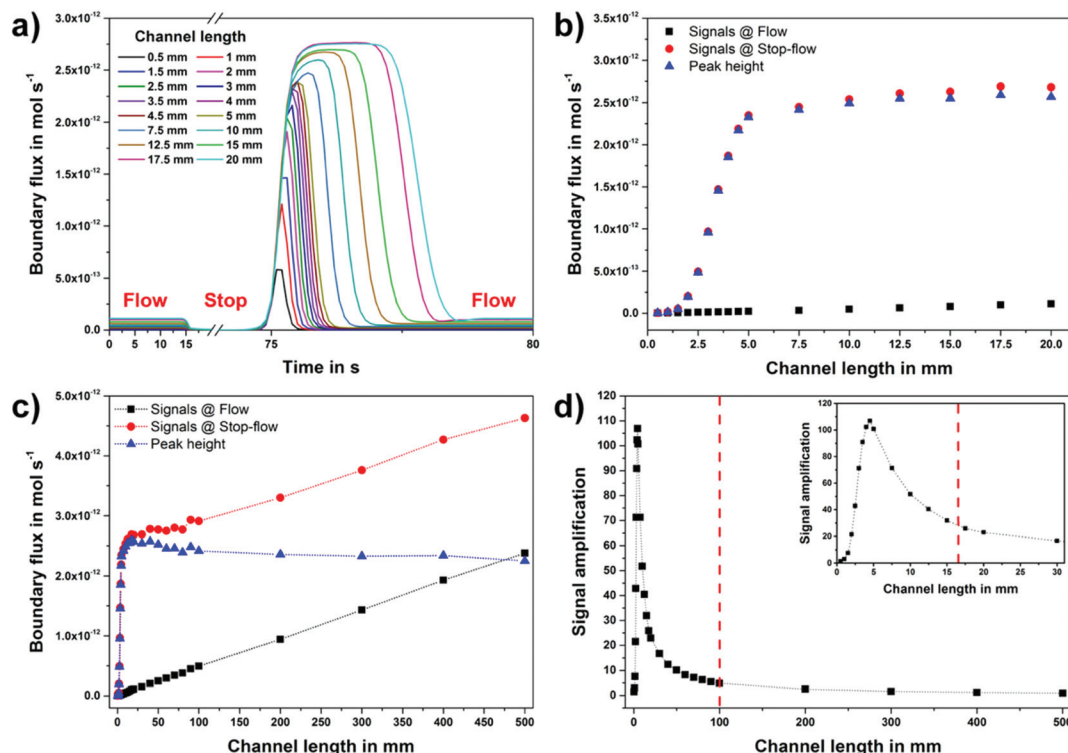 a)
Boundary flux in mol s⁻¹
3.0x10⁻¹²
2.5x10⁻¹²
2.0x10⁻¹²
1.5x10⁻¹²
1.0x10⁻¹²
5.0x10⁻¹³
0.0
Channel length
0.5 mm 1 mm
1.5 mm 2 mm
2.5 mm 3 mm
3.5 mm 4 mm
4.5 mm 5 mm
7.5 mm 10 mm
12.5 mm 15 mm
17.5 mm 20 mm
Flow Stop Flow
0 5 10 15 75 80
Time in s
b)
Boundary flux in mol s⁻¹
3.5x10⁻¹²
3.0x10⁻¹²
2.5x10⁻¹²
2.0x10⁻¹²
1.5x10⁻¹²
1.0x10⁻¹²
5.0x10⁻¹³
0.0
Signals @ Flow
Signals @ Stop-flow
Peak height
0.0 2.5 5.0 7.5 10.0 12.5 15.0 17.5 20.0
Channel length in mm
c)
Boundary flux in mol s⁻¹
5.0x10⁻¹²
4.0x10⁻¹²
3.0x10⁻¹²
2.0x10⁻¹²
1.0x10⁻¹²
0.0
Signals @ Flow
Signals @ Stop-flow
Peak height
0 50 100 150 200 250 300 350 400 450 500
Channel length in mm
d)
Signal amplification
120
110
100
90
80
70
60
50
40
30
20
10
0
0 100 200 300 400 500
Channel length in mm
Signal amplification
120
100
80
60
40
20
0
0 5 10 15 20 25 30
Channel length in mm